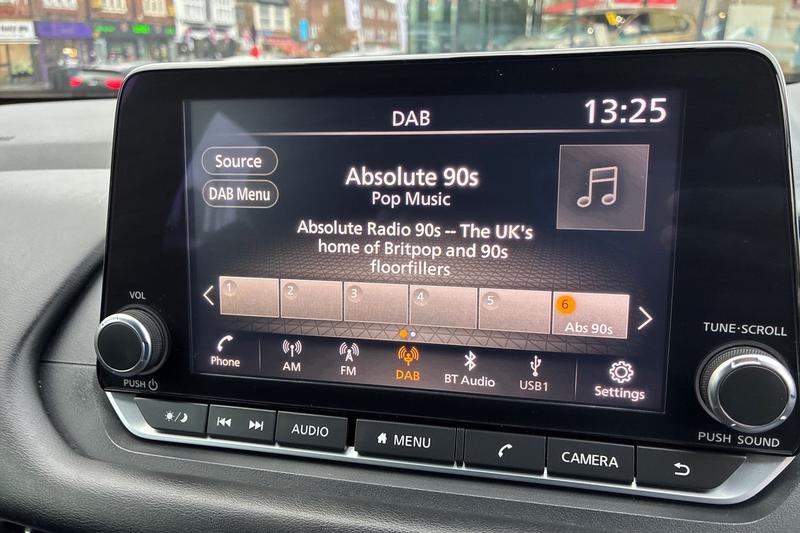 DAB
13:25
Source
DAB Menu
Absolute 90s
Pop Music
Absolute Radio 90s -- The UK's
home of Britpop and 90s
floorfillers
1 2 3 4 5 6
Abs 90s
Phone
AM
FM
DAB
BT Audio
USB1
Settings
VOL
PUSH
TUNE·SCROLL
PUSH SOUND
AUDIO
MENU
CAMERA